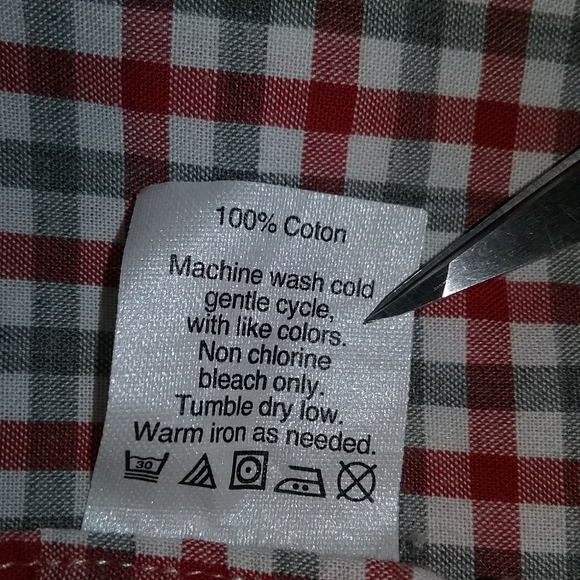 100% Coton
Machine wash cold
gentle cycle,
with like colors.
Non chlorine
bleach only.
Tumble dry low.
Warm iron as needed.
30